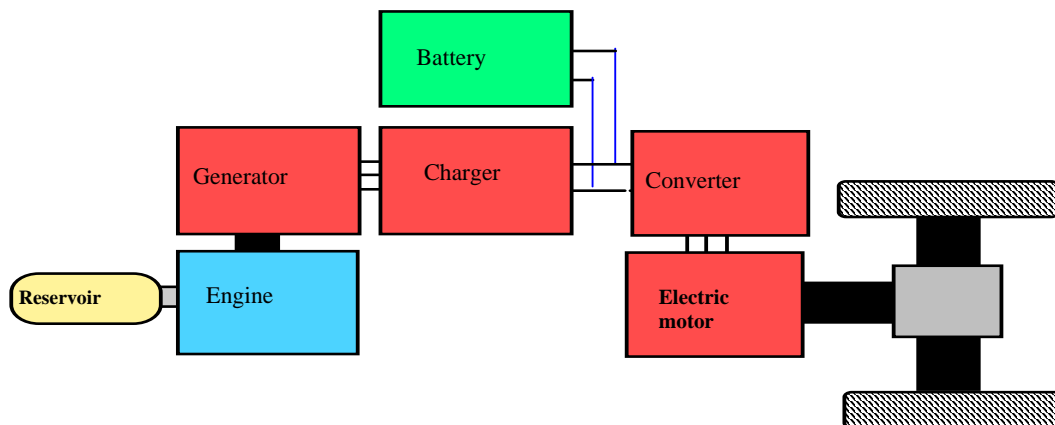 Battery
Generator
Charger
Converter
Reservoir
Engine
Electric
motor